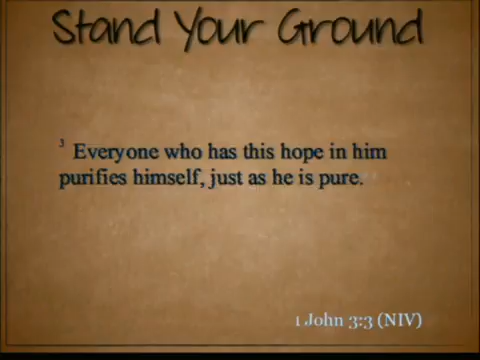 Stand Your Ground
3 Everyone who has this hope in him
purifies himself, just as he is pure.
1 John 3:3 (NIV)